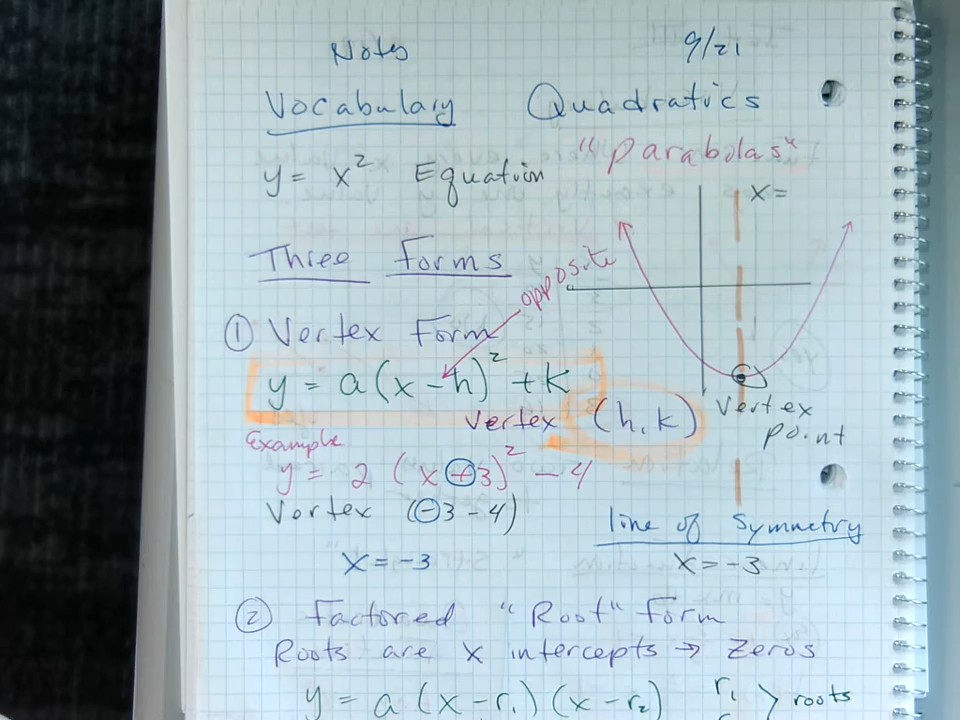 Notes 9/21
Vocabulary Quadratics
"Parabolas"
y = x² Equation
x =
Three Forms
opposite
① Vertex Form
y = a(x-h)² + k
Vertex (h,k)
Vertex point
Example
y = 2 (x+3)² - 4
Vertex (-3 -4)
line of symmetry
x = -3 x = -3
② Factored "Root" Form
Roots are x intercepts → zeros
y = a (x-r₁) (x-r₂) r₁ > roots